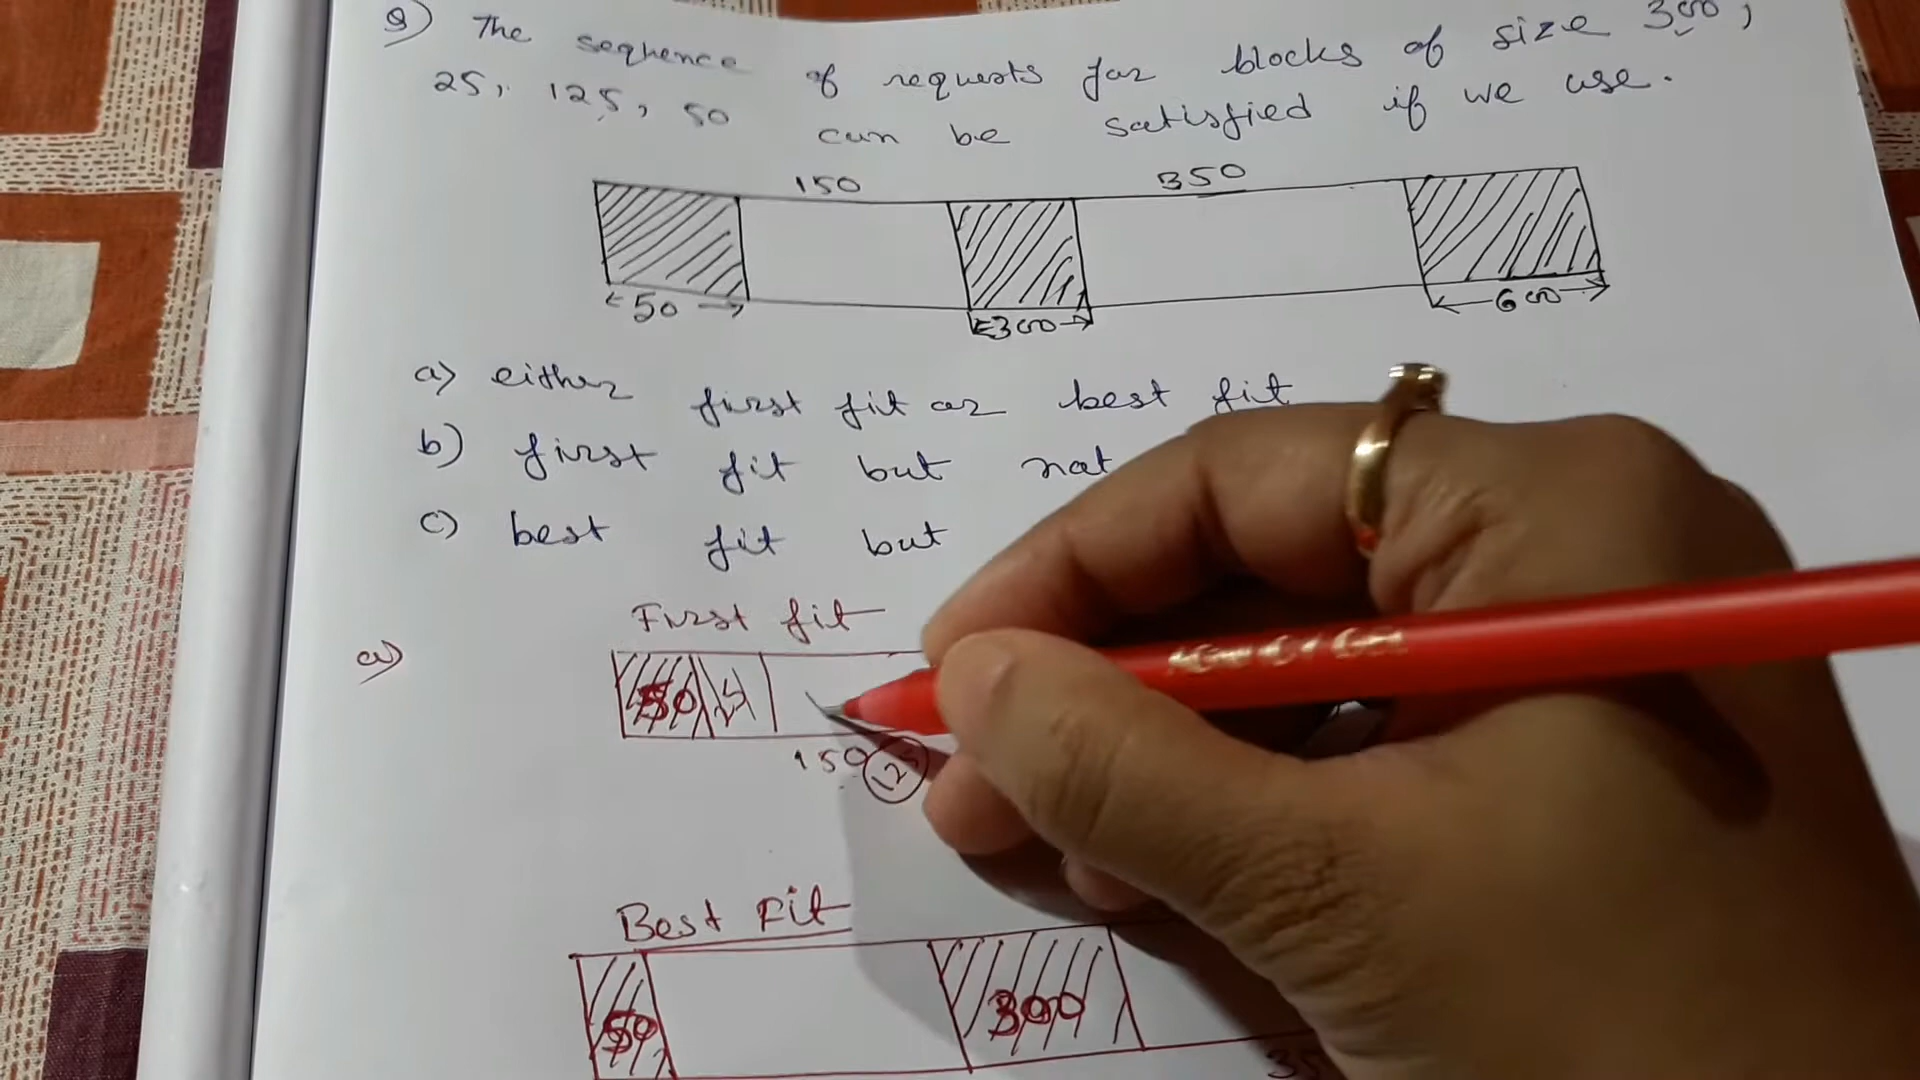 Q) The sequence of requests for blocks of size 300,
25, 125, 50 can be satisfied if we use.
150 350
50 300 600
a) either first fit or best fit
b) first fit but not
c) best fit but
First fit
a)
50
150 125
Best Fit
50 300
35